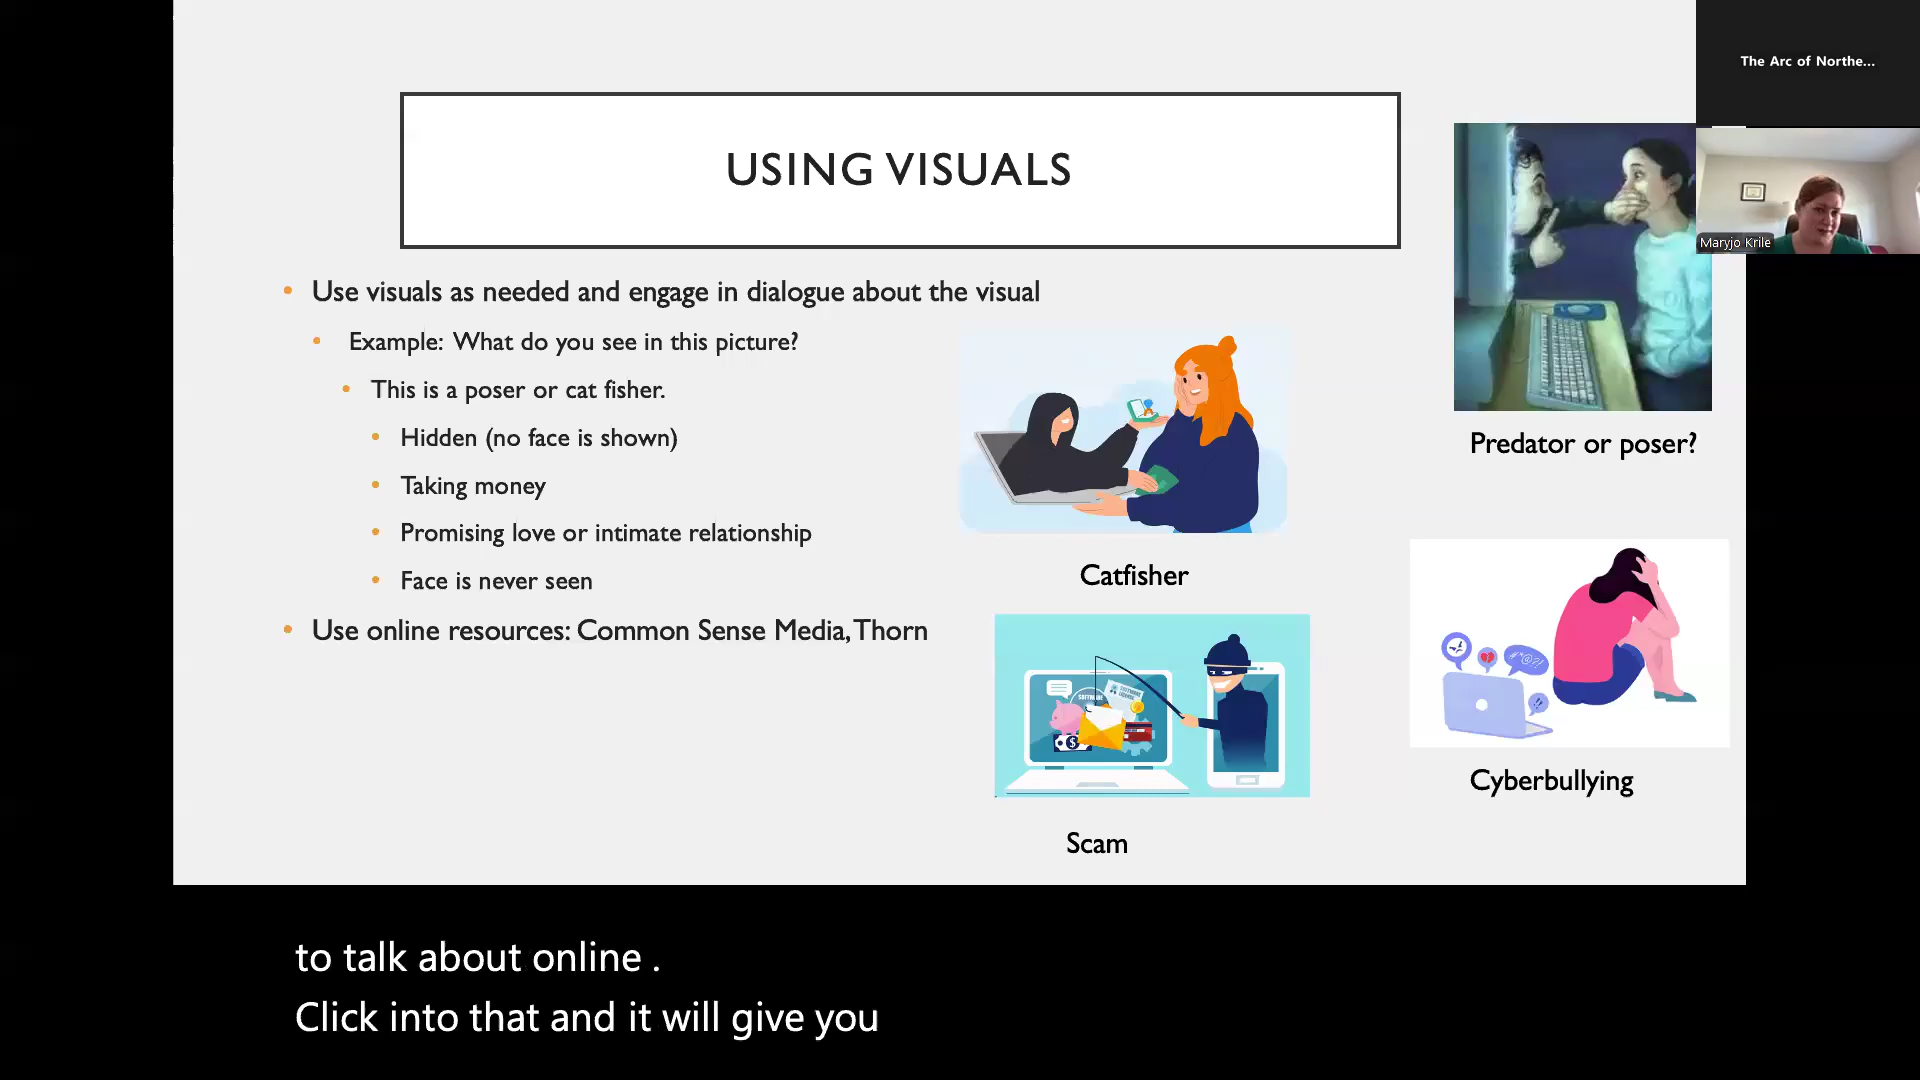 The Arc of Northe...
USING VISUALS
Maryjo Krile
• Use visuals as needed and engage in dialogue about the visual
• Example: What do you see in this picture?
• This is a poser or cat fisher.
• Hidden (no face is shown)
• Taking money
• Promising love or intimate relationship
• Face is never seen
• Use online resources: Common Sense Media, Thorn
Predator or poser?
Catfisher
#*@?!
!!
SOFTWARE
$
Cyberbullying
Scam
to talk about online .
Click into that and it will give you